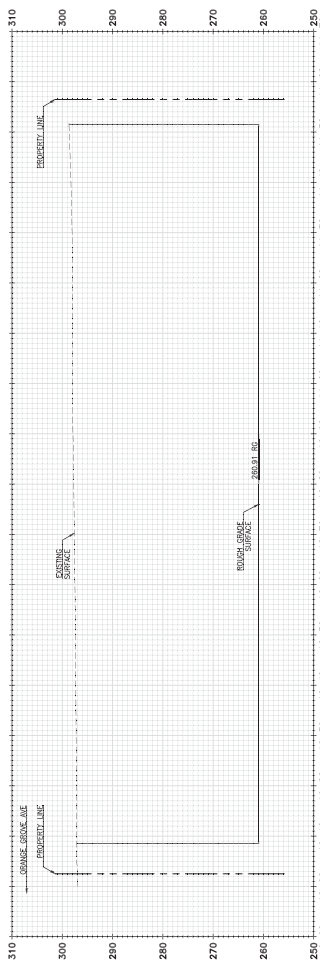 310
300
290
280
270
260
250
ORANGE GROVE AVE
PROPERTY LINE
EXISTING
SURFACE
ROUGH GRADE
SURFACE
260.91 RG
PROPERTY LINE
310
300
290
280
270
260
250